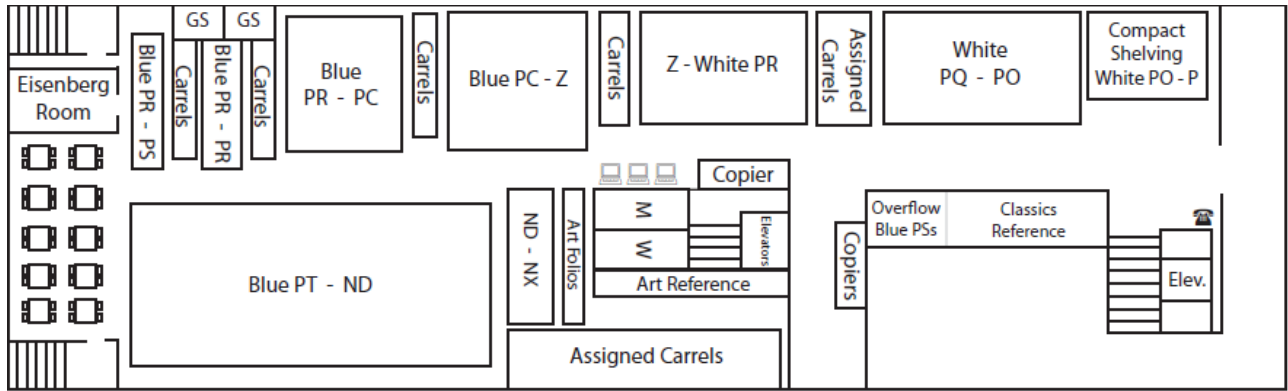 GS
GS
Eisenberg
Room
Blue PR - PS
Carrels
Blue PR - PR
Carrels
Blue
PR - PC
Carrels
Blue PC - Z
Carrels
Z - White PR
Assigned
Carrels
White
PQ - PO
Compact
Shelving
White PO - P
Blue PT - ND
ND - NX
Art Folios
M
W
Elevators
Copier
Art Reference
Assigned Carrels
Copiers
Overflow
Blue PSs
Classics
Reference
Elev.